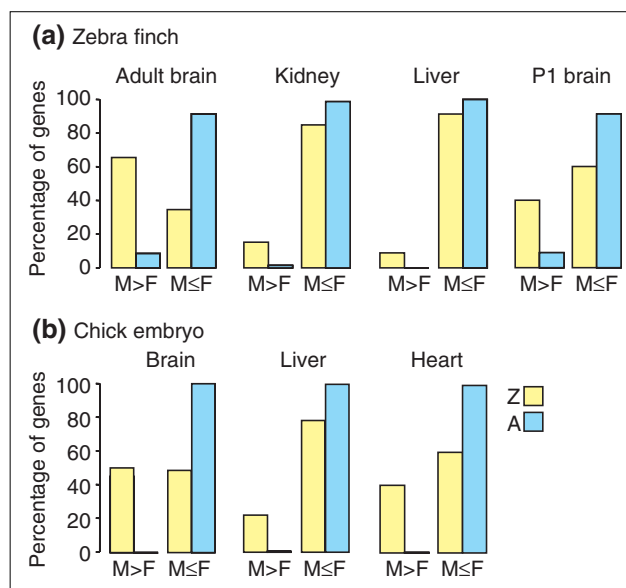 (a) Zebra finch
Adult brain Kidney Liver P1 brain
Percentage of genes
100
80
60
40
20
0
M>F M≤F M>F M≤F M>F M≤F M>F M≤F
(b) Chick embryo
Brain Liver Heart
Percentage of genes
100
80
60
40
20
0
Z
A
M>F M≤F M>F M≤F M>F M≤F